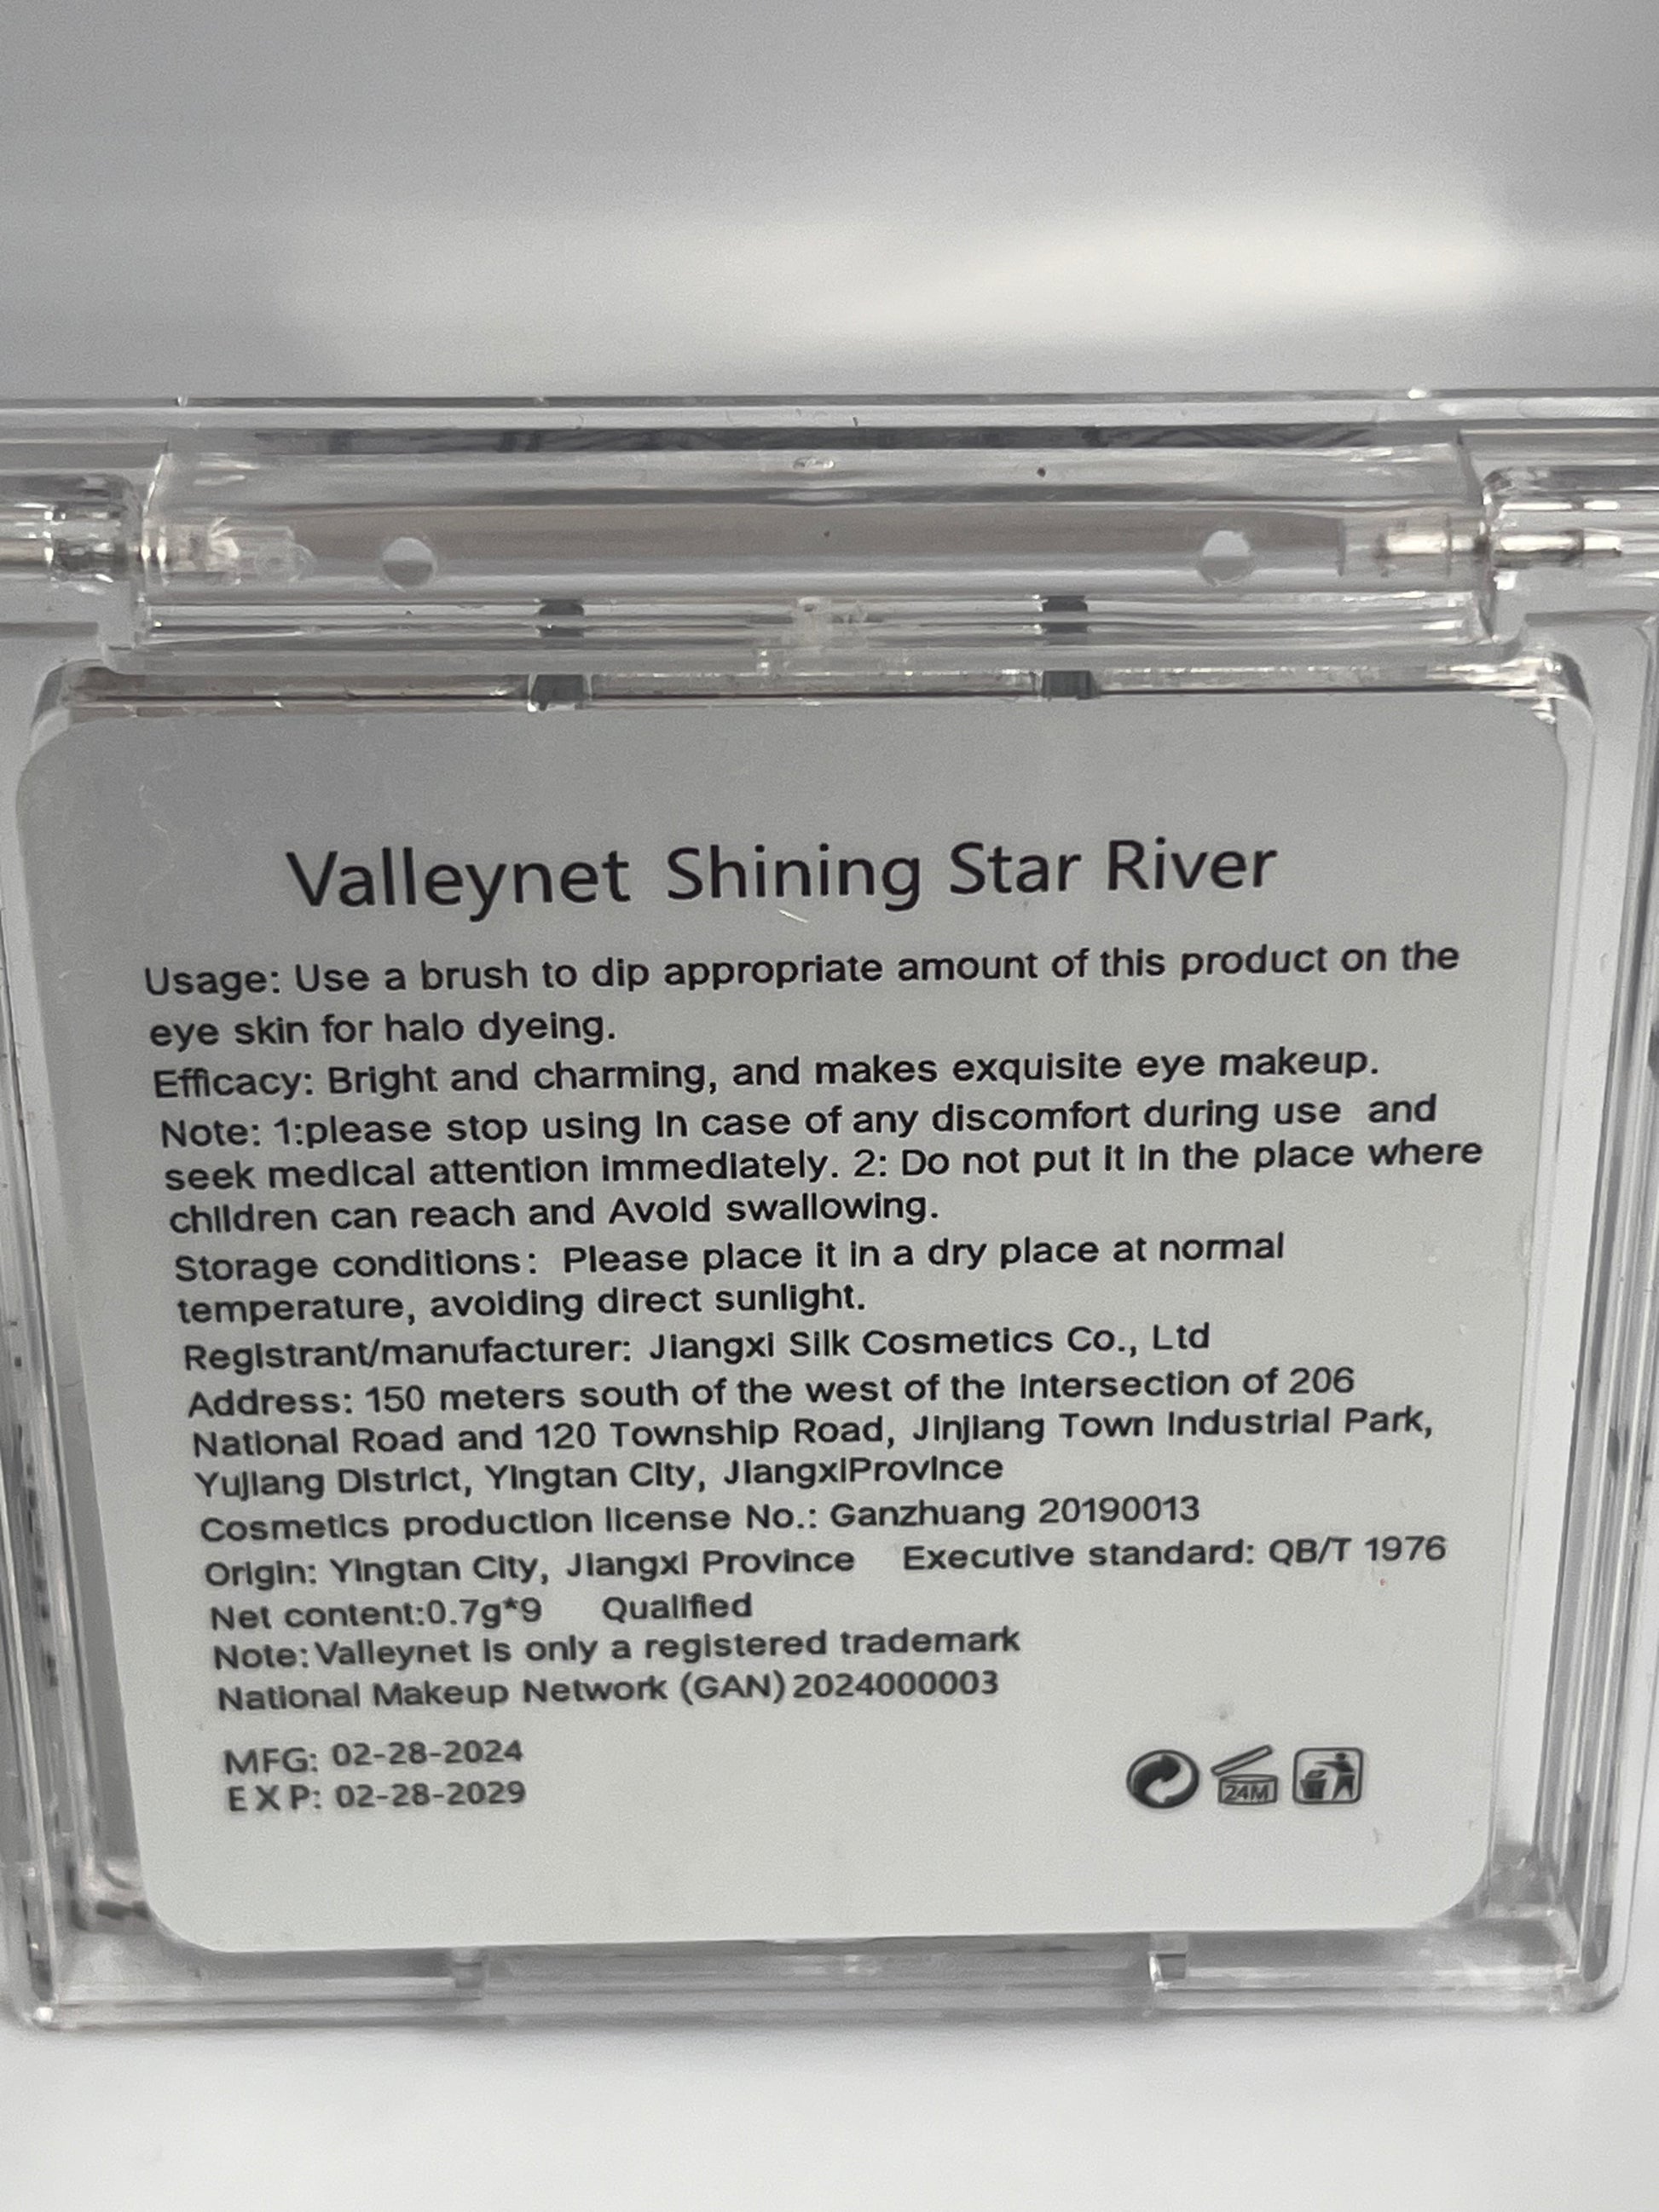 Valleynet Shining Star River
Usage: Use a brush to dip appropriate amount of this product on the
eye skin for halo dyeing.
Efficacy: Bright and charming, and makes exquisite eye makeup.
Note: 1:please stop using In case of any discomfort during use and
seek medical attention immediately. 2: Do not put it in the place where
children can reach and Avoid swallowing.
Storage conditions: Please place it in a dry place at normal
temperature, avoiding direct sunlight.
Registrant/manufacturer: Jiangxi Silk Cosmetics Co., Ltd
Address: 150 meters south of the west of the intersection of 206
National Road and 120 Township Road, Jinjiang Town Industrial Park,
Yujiang District, Yingtan City, JiangxiProvince
Cosmetics production license No.: Ganzhuang 20190013
Origin: Yingtan City, Jiangxi Province Executive standard: QB/T 1976
Net content:0.7g*9 Qualified
Note:Valleynet is only a registered trademark
National Makeup Network (GAN)2024000003
MFG: 02-28-2024
EXP: 02-28-2029
24M